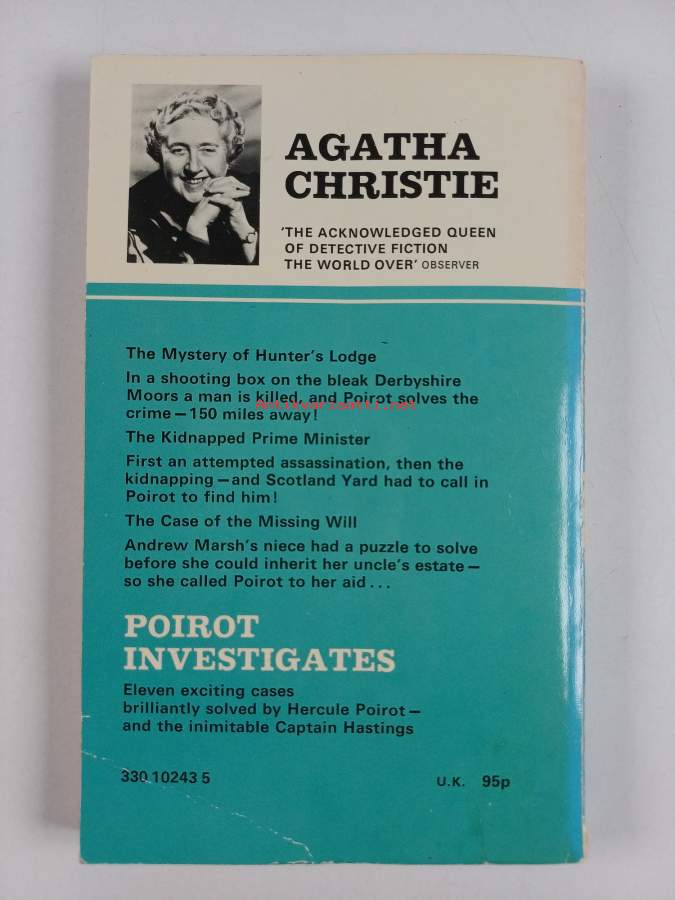 AGATHA
CHRISTIE
'THE ACKNOWLEDGED QUEEN
OF DETECTIVE FICTION
THE WORLD OVER' OBSERVER
The Mystery of Hunter's Lodge
In a shooting box on the bleak Derbyshire
Moors a man is killed, and Poirot solves the
crime—150 miles away!
Antikvariaatti.net
The Kidnapped Prime Minister
First an attempted assassination, then the
kidnapping—and Scotland Yard had to call in
Poirot to find him!
The Case of the Missing Will
Andrew Marsh's niece had a puzzle to solve
before she could inherit her uncle's estate—
so she called Poirot to her aid...
POIROT
INVESTIGATES
Eleven exciting cases
brilliantly solved by Hercule Poirot—
and the inimitable Captain Hastings
330 10243 5
U.K. 95p